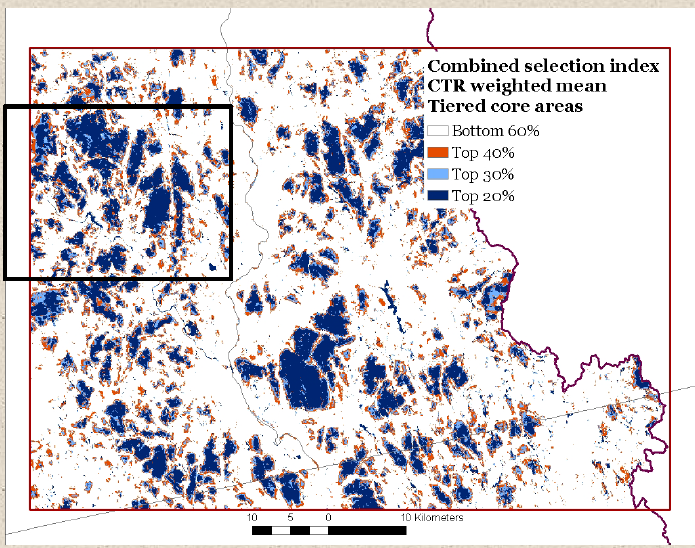 Combined selection index
CTR weighted mean
Tiered core areas
Bottom 60%
Top 40%
Top 30%
Top 20%
10 5 0 10 Kilometers